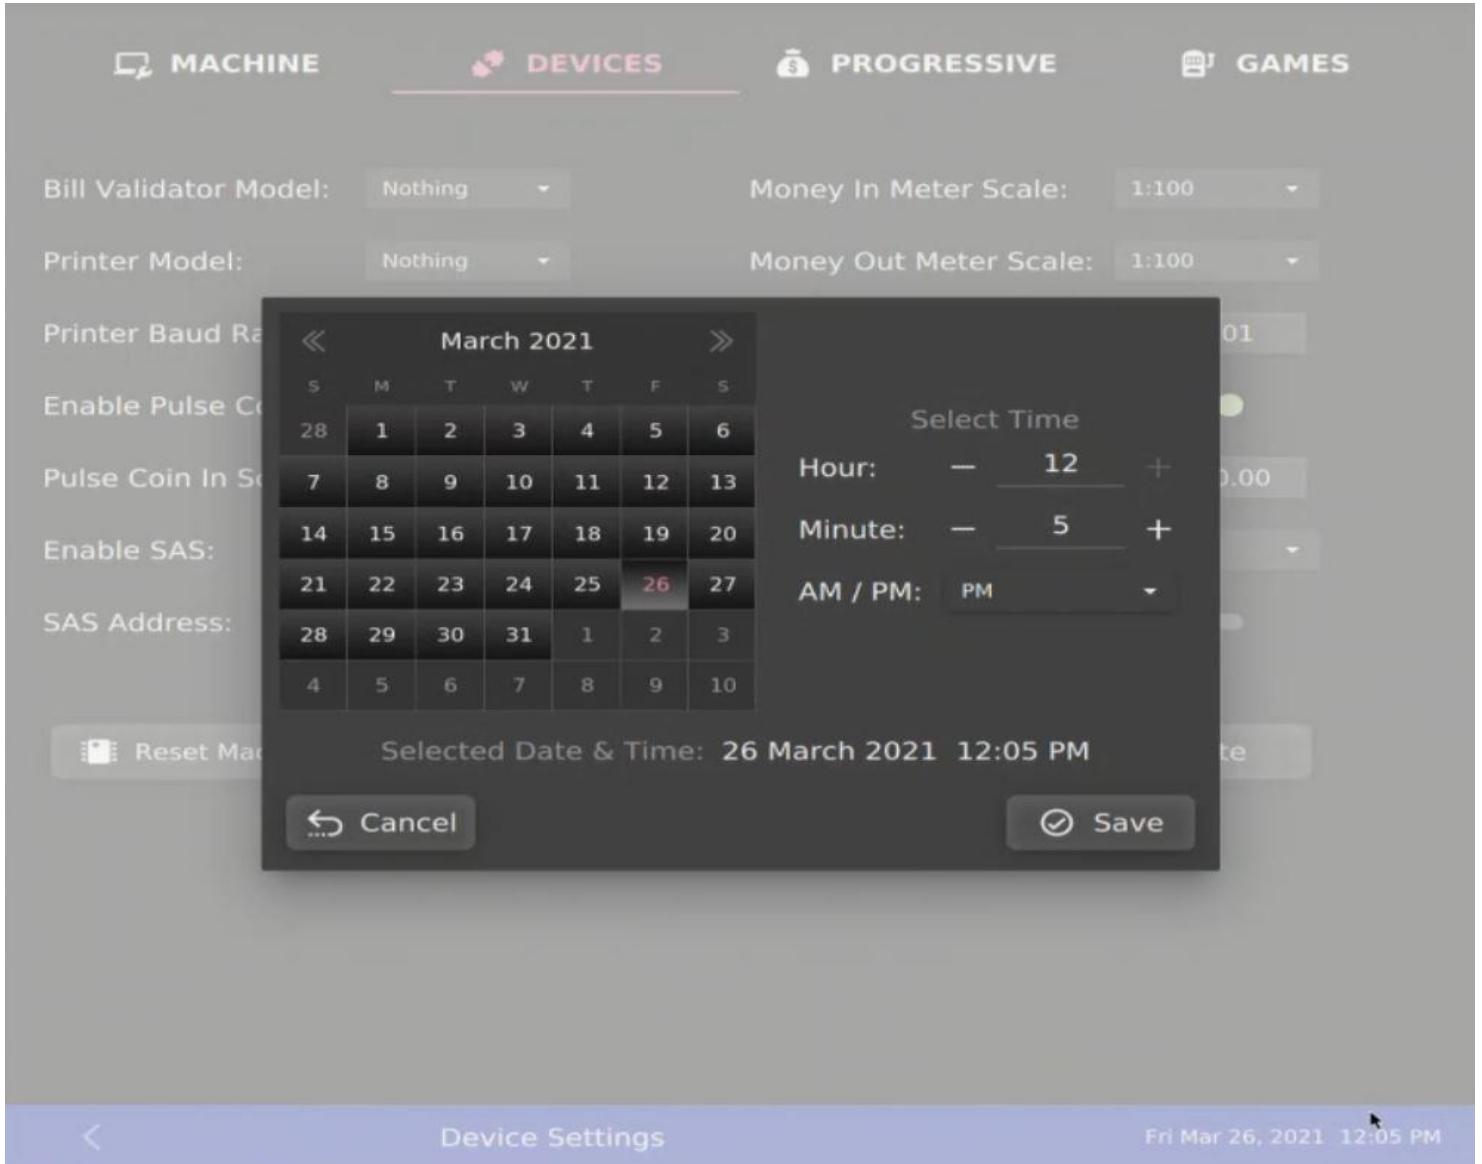 MACHINE DEVICES PROGRESSIVE GAMES
Bill Validator Model: Nothing Money In Meter Scale: 1:100
Printer Model: Nothing Money Out Meter Scale: 1:100
Printer Baud Ra 01
Enable Pulse Co
Pulse Coin In Sc 0.00
Enable SAS:
SAS Address:
Reset Mac te
March 2021
S M T W T F S
28 1 2 3 4 5 6
7 8 9 10 11 12 13
14 15 16 17 18 19 20
21 22 23 24 25 26 27
28 29 30 31 1 2 3
4 5 6 7 8 9 10
Select Time
Hour: — 12 +
Minute: — 5 +
AM / PM: PM
Selected Date & Time: 26 March 2021 12:05 PM
Cancel Save
Device Settings Fri Mar 26, 2021 12:05 PM